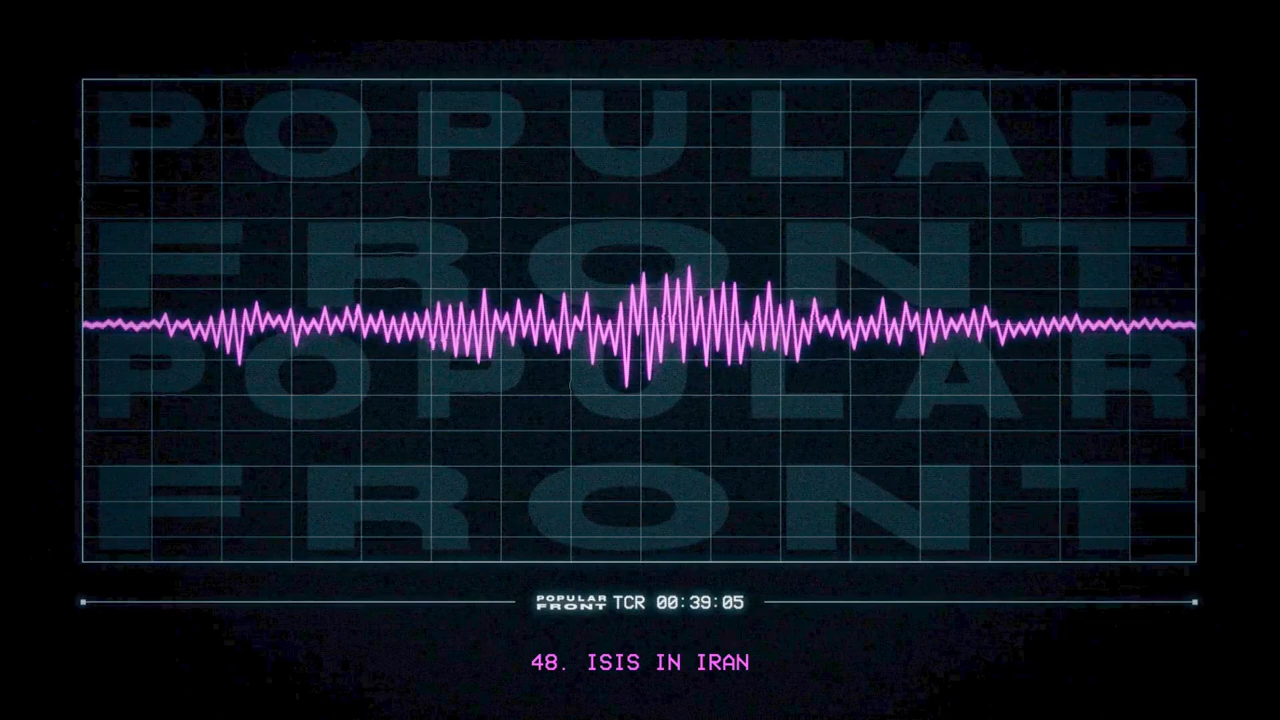 POPULAR
FRONT
POPULAR
FRONT
POPULAR
FRONT
TCR 00:39:05
48. ISIS IN IRAN